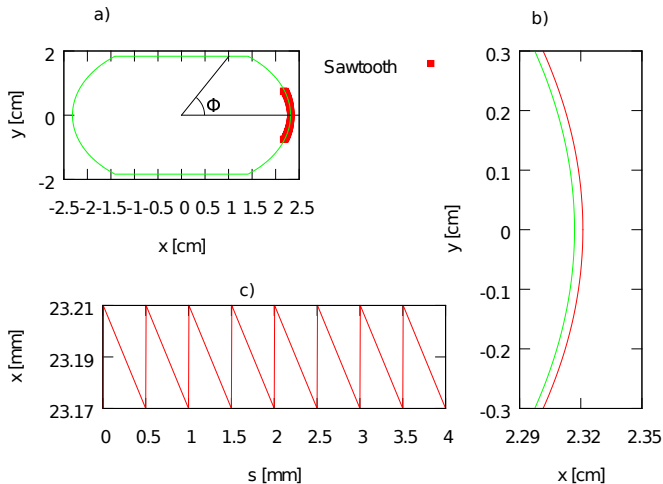 a)
b)
y [cm]
2
0
-2
Φ
-2.5-2-1.5-1-0.5 0 0.5 1 1.5 2 2.5
x [cm]
Sawtooth
y [cm]
0.3
0.2
0.1
0
-0.1
-0.2
-0.3
2.29 2.32 2.35
x [cm]
c)
x [mm]
23.21
23.19
23.17
0 0.5 1 1.5 2 2.5 3 3.5 4
s [mm]